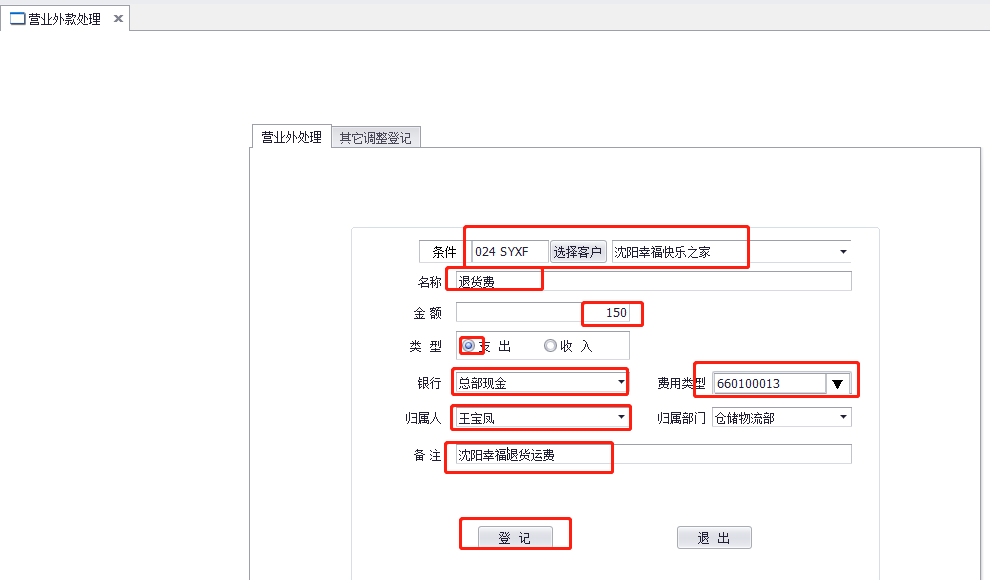 营业外款处理
营业外处理 其它调整登记
条件 024 SYXF 选择客户 沈阳幸福快乐之家
名称 退货费
金 额 150
类 型 支 出 收 入
银行 总部现金 费用类型 660100013
归属人 王宝凤 归属部门 仓储物流部
备 注 沈阳幸福退货运费
登 记 退 出